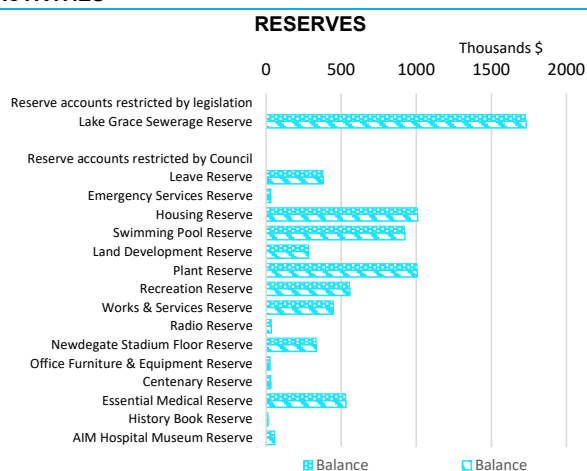 RESERVES
Thousands $
0 500 1000 1500 2000
Reserve accounts restricted by legislation
Lake Grace Sewerage Reserve
Reserve accounts restricted by Council
Leave Reserve
Emergency Services Reserve
Housing Reserve
Swimming Pool Reserve
Land Development Reserve
Plant Reserve
Recreation Reserve
Works & Services Reserve
Radio Reserve
Newdegate Stadium Floor Reserve
Office Furniture & Equipment Reserve
Centenary Reserve
Essential Medical Reserve
History Book Reserve
AIM Hospital Museum Reserve
Balance Balance